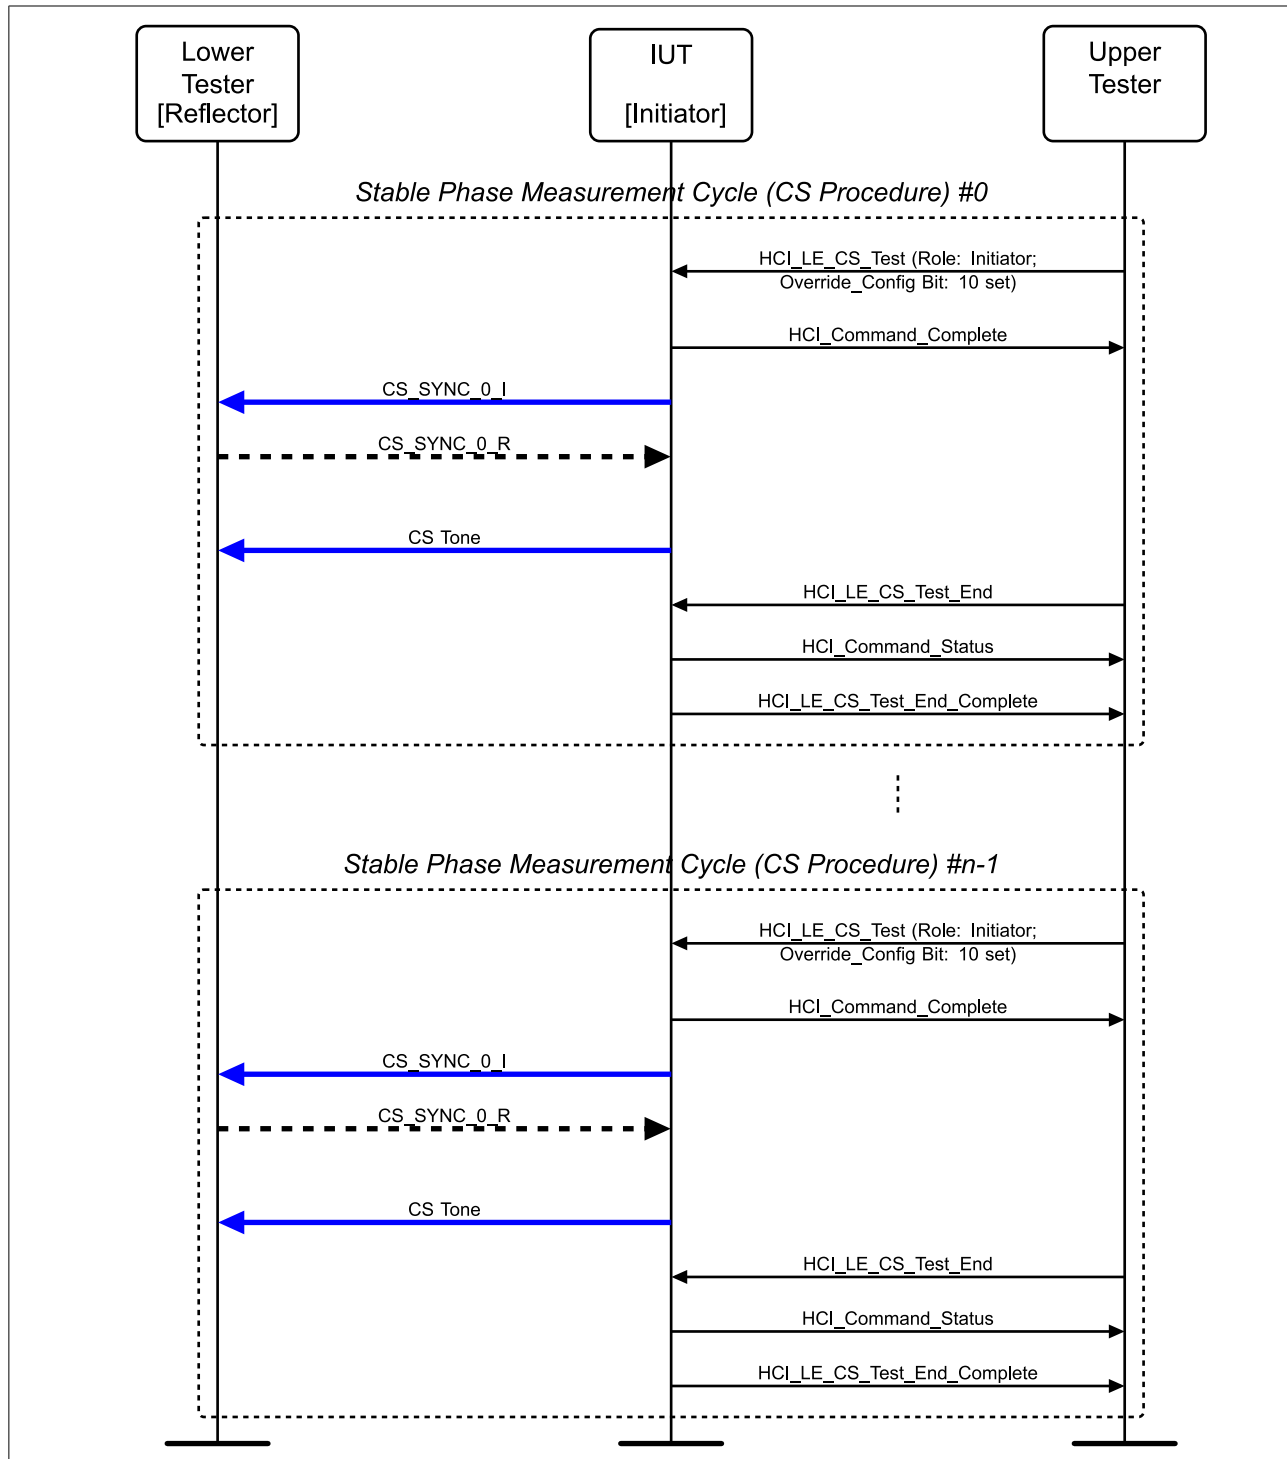 Lower
Tester
[Reflector]
IUT
[Initiator]
Upper
Tester
Stable Phase Measurement Cycle (CS Procedure) #0
HCI_LE_CS_Test (Role: Initiator;
Override_Config Bit: 10 set)
HCI_Command_Complete
CS_SYNC_0_I
CS_SYNC_0_R
CS Tone
HCI_LE_CS_Test_End
HCI_Command_Status
HCI_LE_CS_Test_End_Complete
Stable Phase Measurement Cycle (CS Procedure) #n-1
HCI_LE_CS_Test (Role: Initiator;
Override_Config Bit: 10 set)
HCI_Command_Complete
CS_SYNC_0_I
CS_SYNC_0_R
CS Tone
HCI_LE_CS_Test_End
HCI_Command_Status
HCI_LE_CS_Test_End_Complete